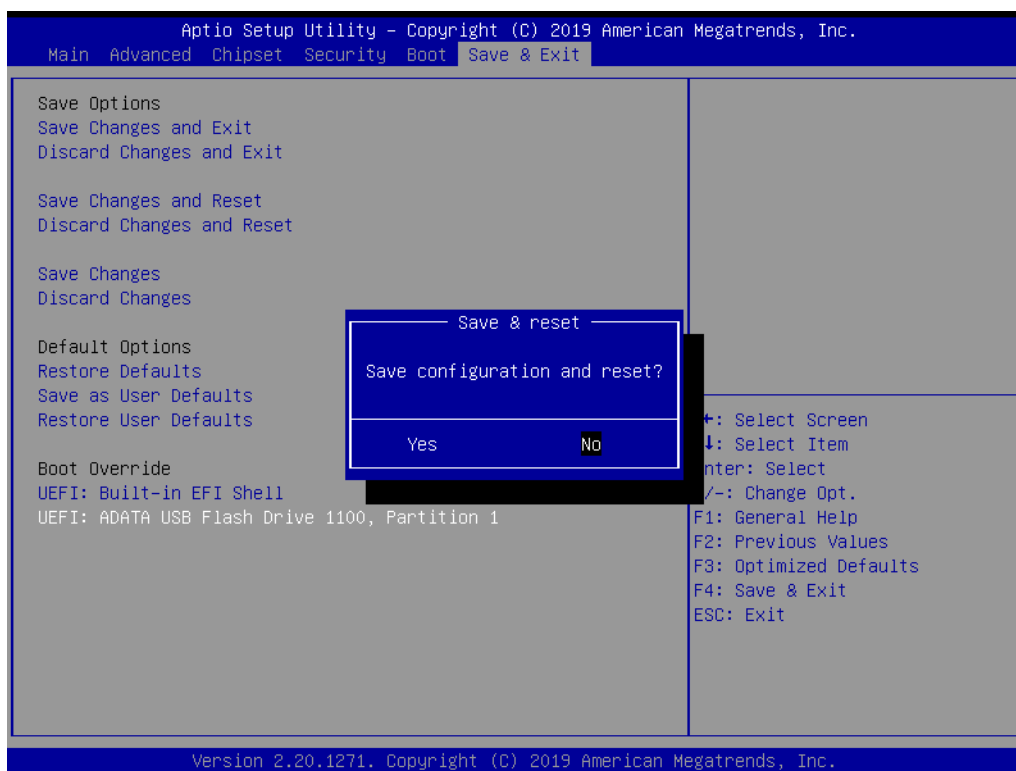 Aptio Setup Utility – Copyright (C) 2019 American Megatrends, Inc.
Main Advanced Chipset Security Boot Save & Exit
Save Options
Save Changes and Exit
Discard Changes and Exit
Save Changes and Reset
Discard Changes and Reset
Save Changes
Discard Changes
Default Options
Restore Defaults
Save as User Defaults
Restore User Defaults
Boot Override
UEFI: Built-in EFI Shell
UEFI: ADATA USB Flash Drive 1100, Partition 1
Save & reset
Save configuration and reset?
Yes No
: Select Screen
: Select Item
nter: Select
/-: Change Opt.
F1: General Help
F2: Previous Values
F3: Optimized Defaults
F4: Save & Exit
ESC: Exit
Version 2.20.1271. Copyright (C) 2019 American Megatrends, Inc.